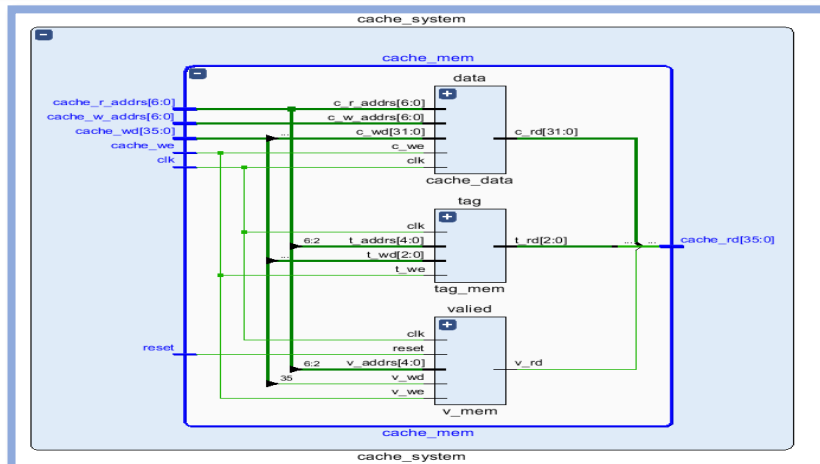 cache_system
cache_mem
data
cache_r_addrs[6:0]
c_r_addrs[6:0]
cache_w_addrs[6:0]
c_w_addrs[6:0]
cache_wd[35:0]
...
c_wd[31:0]
c_rd[31:0]
cache_we
c_we
clk
clk
cache_data
tag
clk
6:2
t_addrs[4:0]
t_rd[2:0]
... ...
cache_rd[35:0]
...
t_wd[2:0]
t_we
tag_mem
valied
clk
reset
reset
6:2
v_addrs[4:0]
v_rd
35
v_wd
v_we
v_mem
cache_mem
cache_system